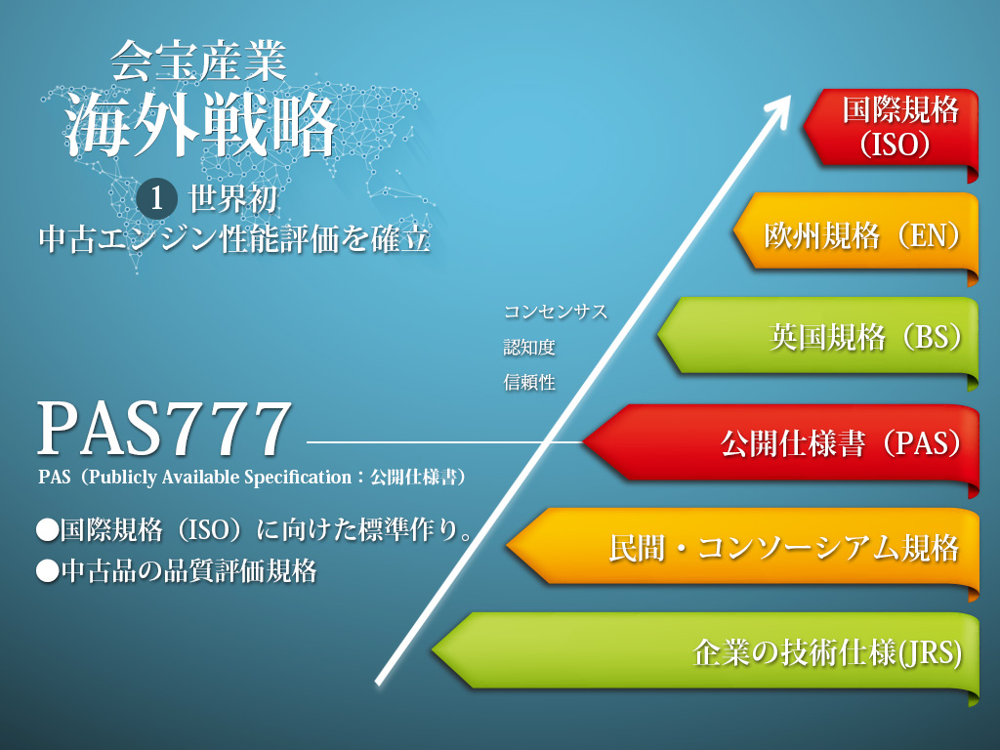 会宝産業
海外戦略
1 世界初
中古エンジン性能評価を確立
国際規格
（ISO）
欧州規格（EN）
コンセンサス
認知度
信頼性
英国規格（BS）
PAS777
PAS（Publicly Available Specification：公開仕様書）
公開仕様書（PAS）
●国際規格（ISO）に向けた標準作り。
●中古品の品質評価規格
民間・コンソーシアム規格
企業の技術仕様(JRS)